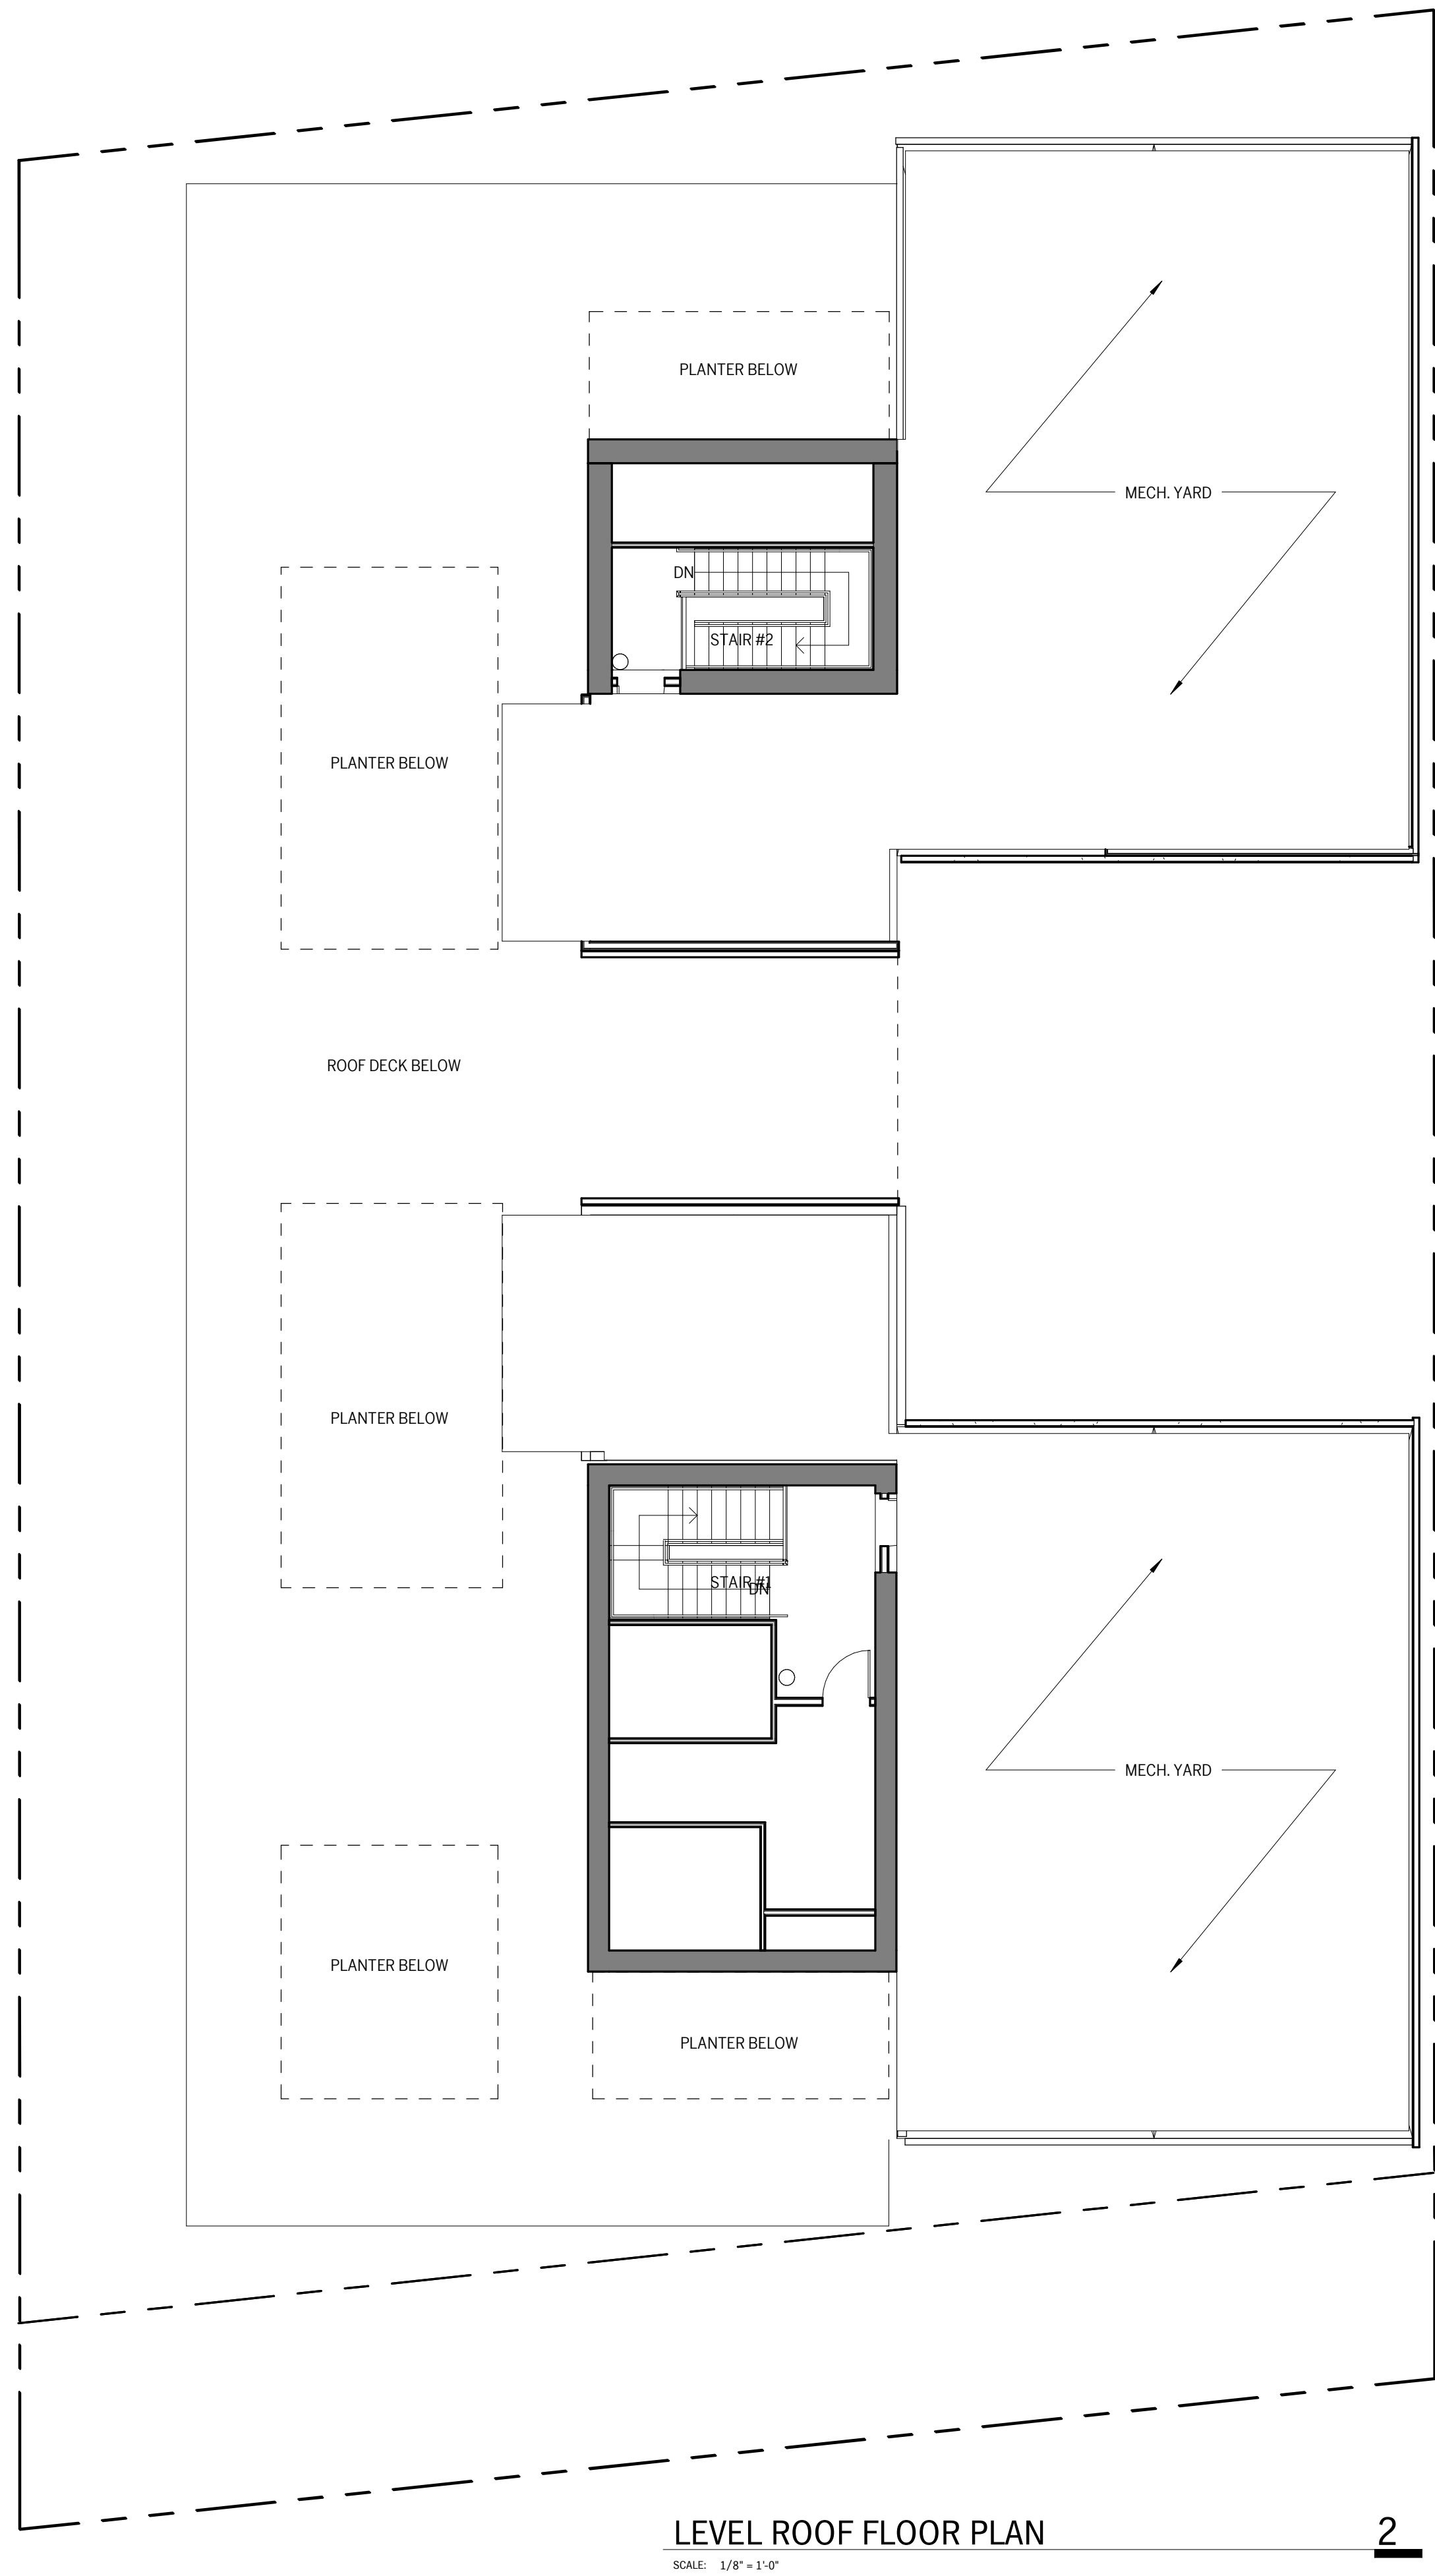 PLANTER BELOW
MECH. YARD
DN
STAIR #2
PLANTER BELOW
ROOF DECK BELOW
PLANTER BELOW
STAIR #1
DN
MECH. YARD
PLANTER BELOW
PLANTER BELOW
LEVEL ROOF FLOOR PLAN
2
SCALE: 1/8" = 1'-0"